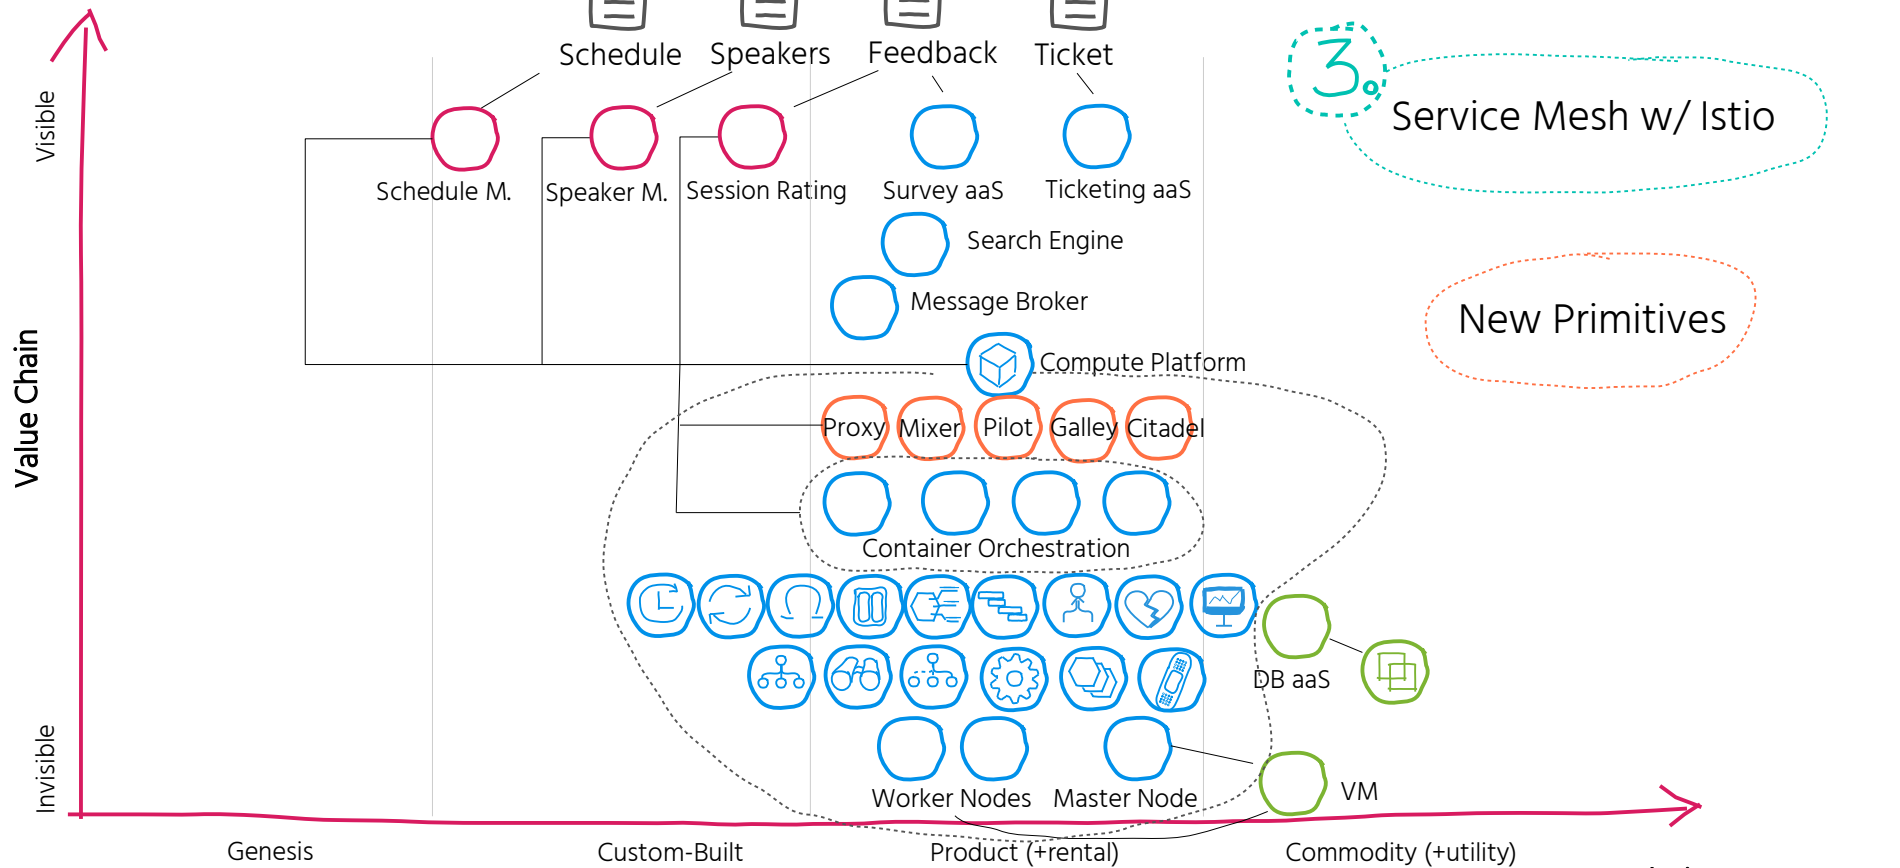 Schedule
Speakers
Feedback
Ticket
3.
Service Mesh w/ Istio
Visible
Schedule M.
Speaker M.
Session Rating
Survey aaS
Ticketing aaS
Search Engine
Message Broker
New Primitives
Compute Platform
Value Chain
Proxy
Mixer
Pilot
Galley
Citadel
Container Orchestration
DB aaS
Invisible
Worker Nodes
Master Node
VM
Genesis
Custom-Built
Product (+rental)
Commodity (+utility)